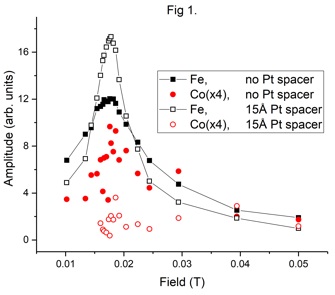 Fig 1.
16
12
8
4
0
Amplitude (arb. units)
Fe, no Pt spacer
Co(x4), no Pt spacer
Fe, 15Å Pt spacer
Co(x4), 15Å Pt spacer
0.01 0.02 0.03 0.04 0.05
Field (T)